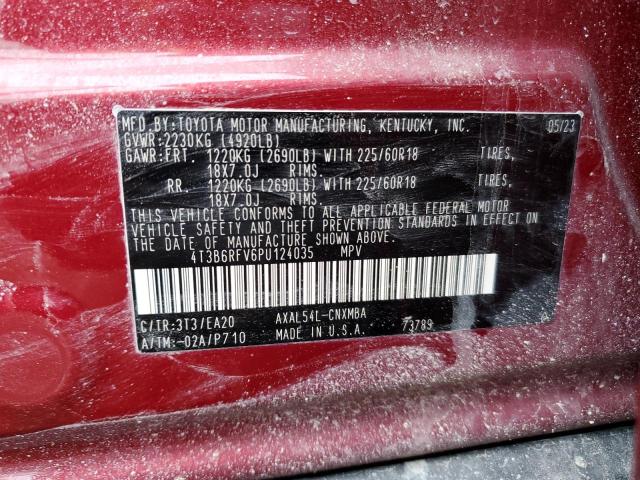 MFD.BY:TOYOTA MOTOR MANUFACTURING, KENTUCKY, INC. 05/23
GVWR:2230KG (4920LB)
GAWR:FRT. 1220KG (2690LB) WITH 225/60R18 TIRES,
18X7.0J RIMS.
RR. 1220KG (2690LB) WITH 225/60R18 TIRES,
18X7.0J RIMS.
THIS VEHICLE CONFORMS TO ALL APPLICABLE FEDERAL MOTOR
VEHICLE SAFETY AND THEFT PREVENTION STANDARDS IN EFFECT
ON THE DATE OF MANUFACTURE SHOWN ABOVE.
4T3B6RFV6PU124035 MPV
C/TR:3T3/EA20 AXAL54L-CNXMBA
A/TM:-02A/P710 MADE IN U.S.A. 73789